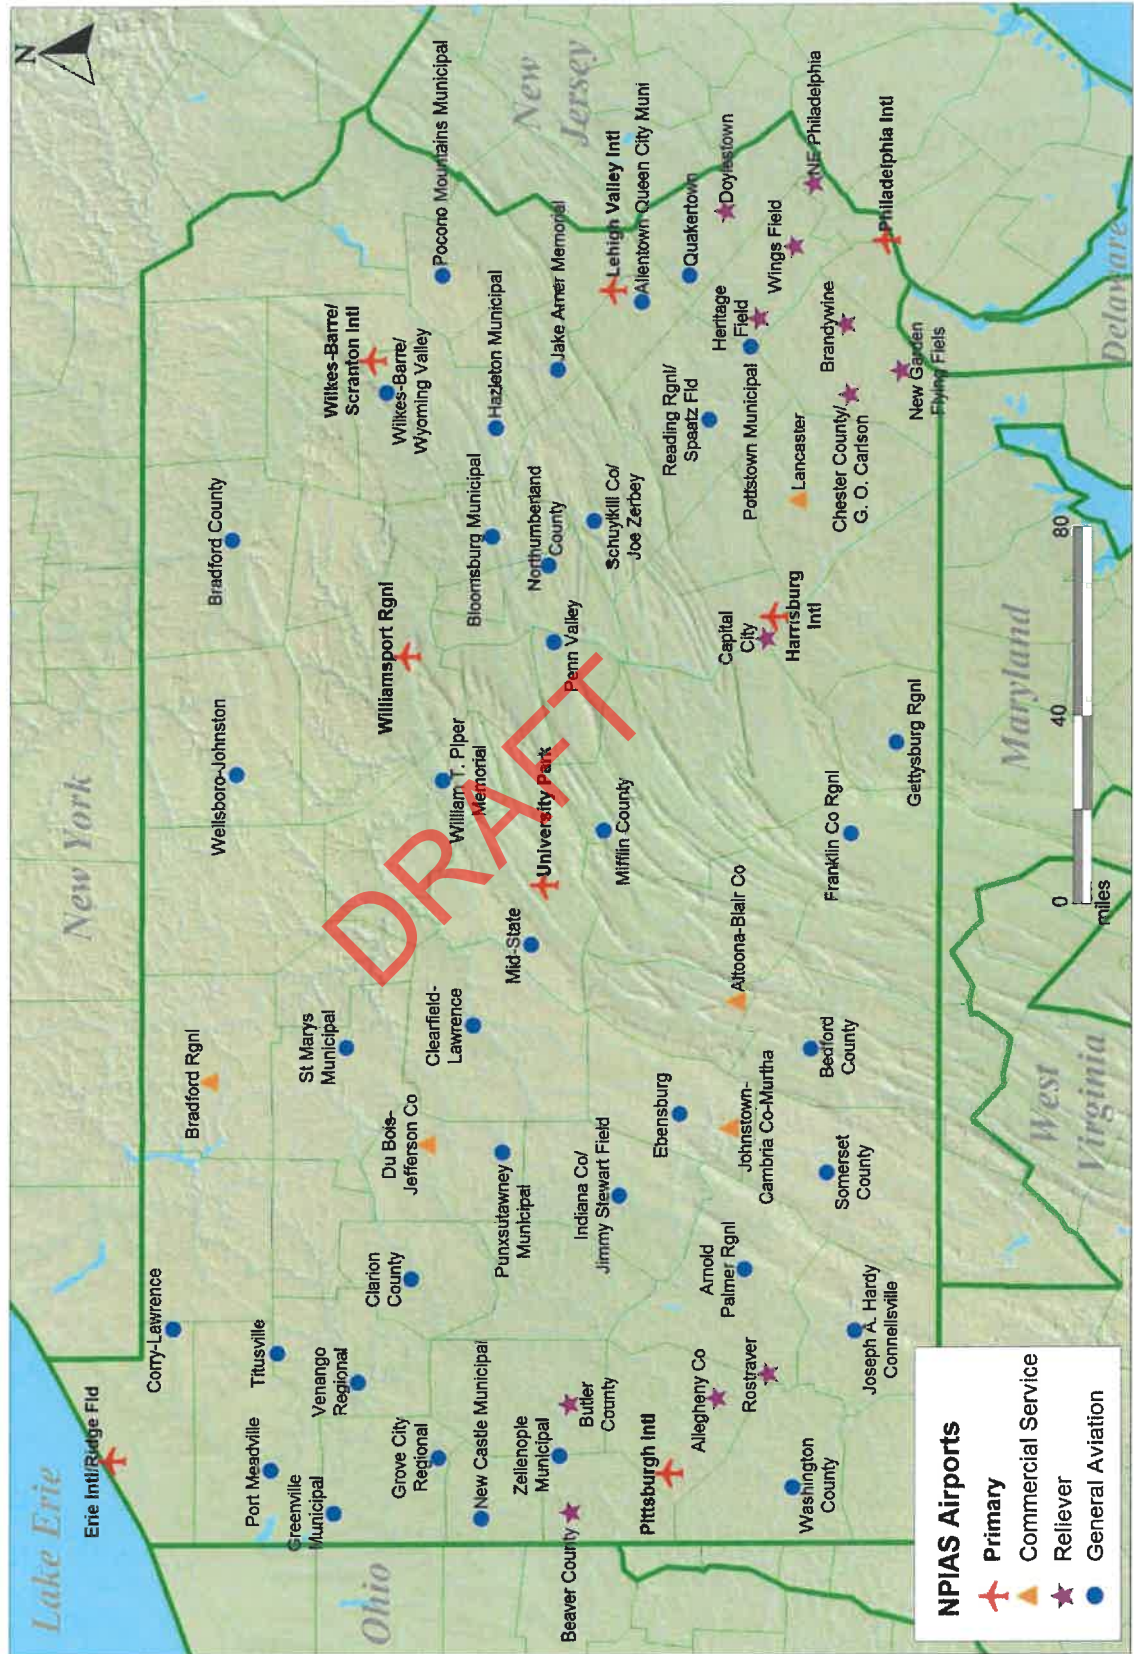 N
Lake Erie
New York
Ohio
New
Jersey
Maryland
Delaware
West
Virginia
Erie Intl/Ridge Fld
Corry-Lawrence
Bradford Rgnl
Wellsboro-Johnston
Bradford County
Port Meadville
Titusville
Greenville
Municipal
Venango
Regional
St Marys
Municipal
Wilkes-Barre/
Scranton Intl
Wilkes-Barre/
Wyoming Valley
Williamsport Rgnl
Pocono Mountains Municipal
Clarion
County
Du Bois-
Jefferson Co
Clearfield-
Lawrence
Grove City
Regional
William T. Piper
Memorial
New Castle Municipal
Punxsutawney
Municipal
Mid-State
University Park
Bloomsburg Municipal
Hazleton Municipal
Northumberland
County
Penn Valley
Jake Arner Memorial
Zelienople
Municipal
Butler
County
Beaver County
Indiana Co/
Jimmy Stewart Field
Mifflin County
Schuylkill Co/
Joe Zerbey
Lehigh Valley Intl
Allentown Queen City Muni
Pittsburgh Intl
Allegheny Co
Rostraver
Ebensburg
Arnold
Palmer Rgnl
Johnstown-
Cambria Co-Murtha
Altoona-Blair Co
Reading Rgnl/
Spaatz Fld
Quakertown
Doylestown
Heritage
Field
Pottstown Municipal
Wings Field
NE Philadelphia
Capital
City
Harrisburg
Intl
Lancaster
Brandywine
Chester County/
G. O. Carlson
Philadelphia Intl
New Garden
Flying Fiels
Washington
County
Joseph A. Hardy
Connellsville
Somerset
County
Bedford
County
Franklin Co Rgnl
Gettysburg Rgnl
DRAFT
0
40
80
miles
NPIAS Airports
Primary
Commercial Service
Reliever
General Aviation